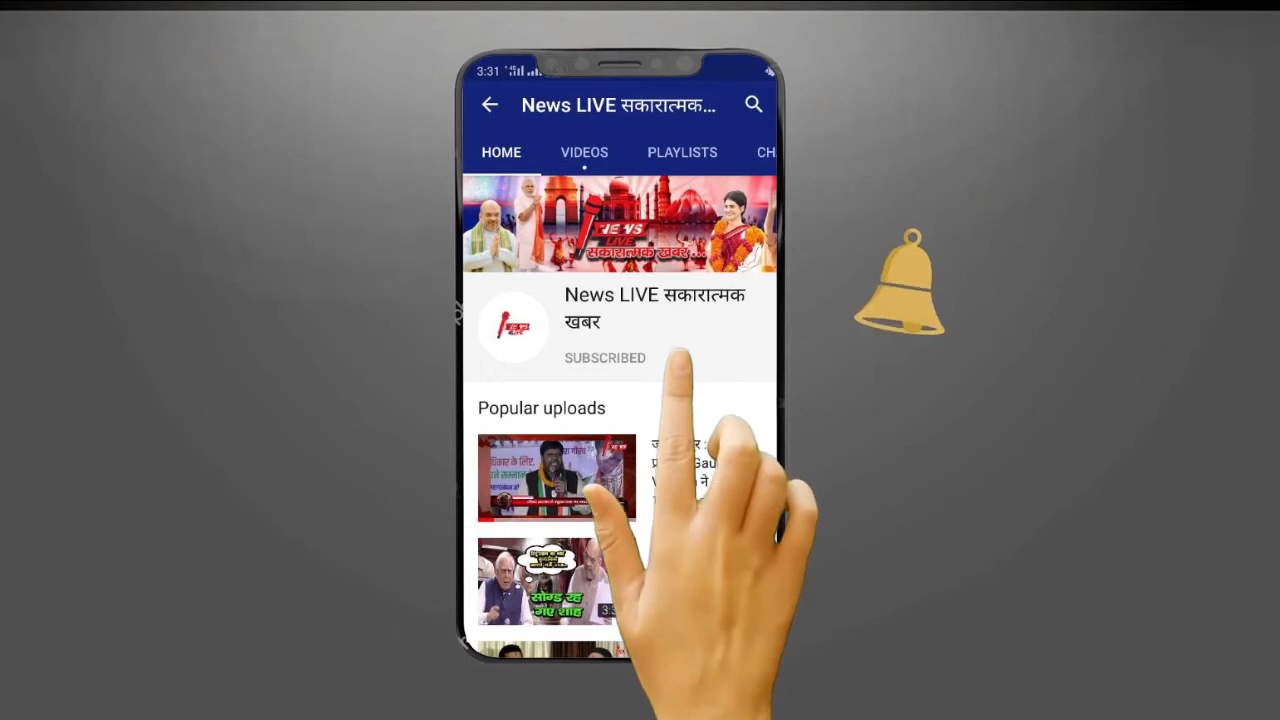 3:31
News LIVE सकारात्मक...
HOME VIDEOS PLAYLISTS CH
NEWS
LIVE
सकारात्मक खबर ...
News LIVE सकारात्मक
खबर
SUBSCRIBED
Popular uploads
धिकार के लिए,
सोगड रह
गए शाह